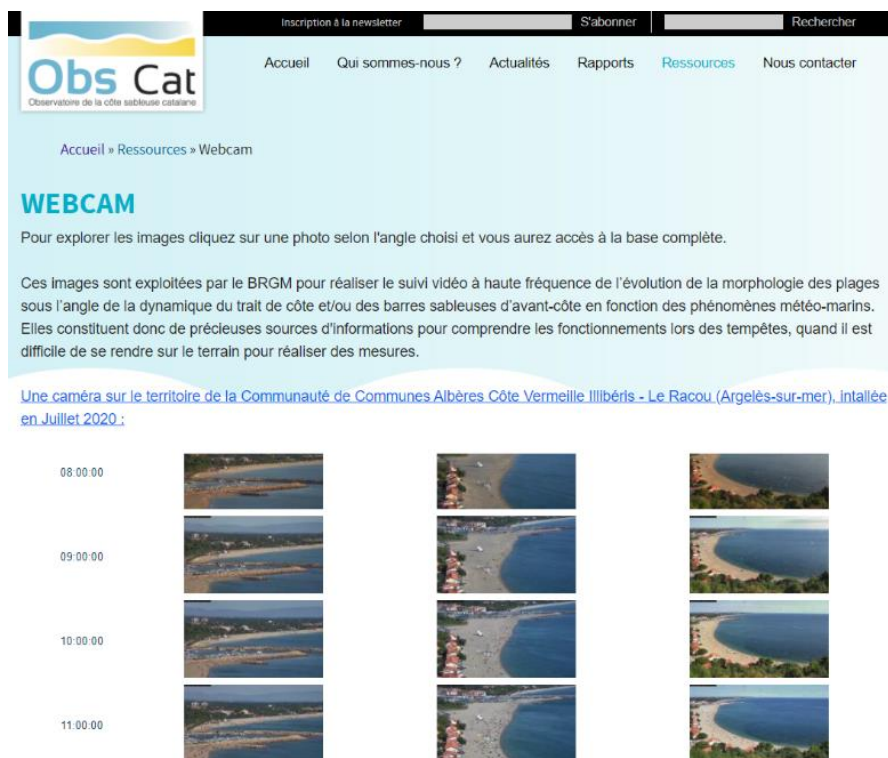 Inscription à la newsletter S'abonner Rechercher
Obs Cat
Observatoire de la côte sableuse catalane
Accueil Qui sommes-nous ? Actualités Rapports Ressources Nous contacter
Accueil » Ressources » Webcam
WEBCAM
Pour explorer les images cliquez sur une photo selon l'angle choisi et vous aurez accès à la base complète.
Ces images sont exploitées par le BRGM pour réaliser le suivi vidéo à haute fréquence de l'évolution de la morphologie des plages
sous l'angle de la dynamique du trait de côte et/ou des barres sableuses d'avant-côte en fonction des phénomènes météo-marins.
Elles constituent donc de précieuses sources d'informations pour comprendre les fonctionnements lors des tempêtes, quand il est
difficile de se rendre sur le terrain pour réaliser des mesures.
Une caméra sur le territoire de la Communauté de Communes Albères Côte Vermeille Illibéris - Le Racou (Argelès-sur-mer), intallée
en Juillet 2020 :
08:00:00
09:00:00
10:00:00
11:00:00